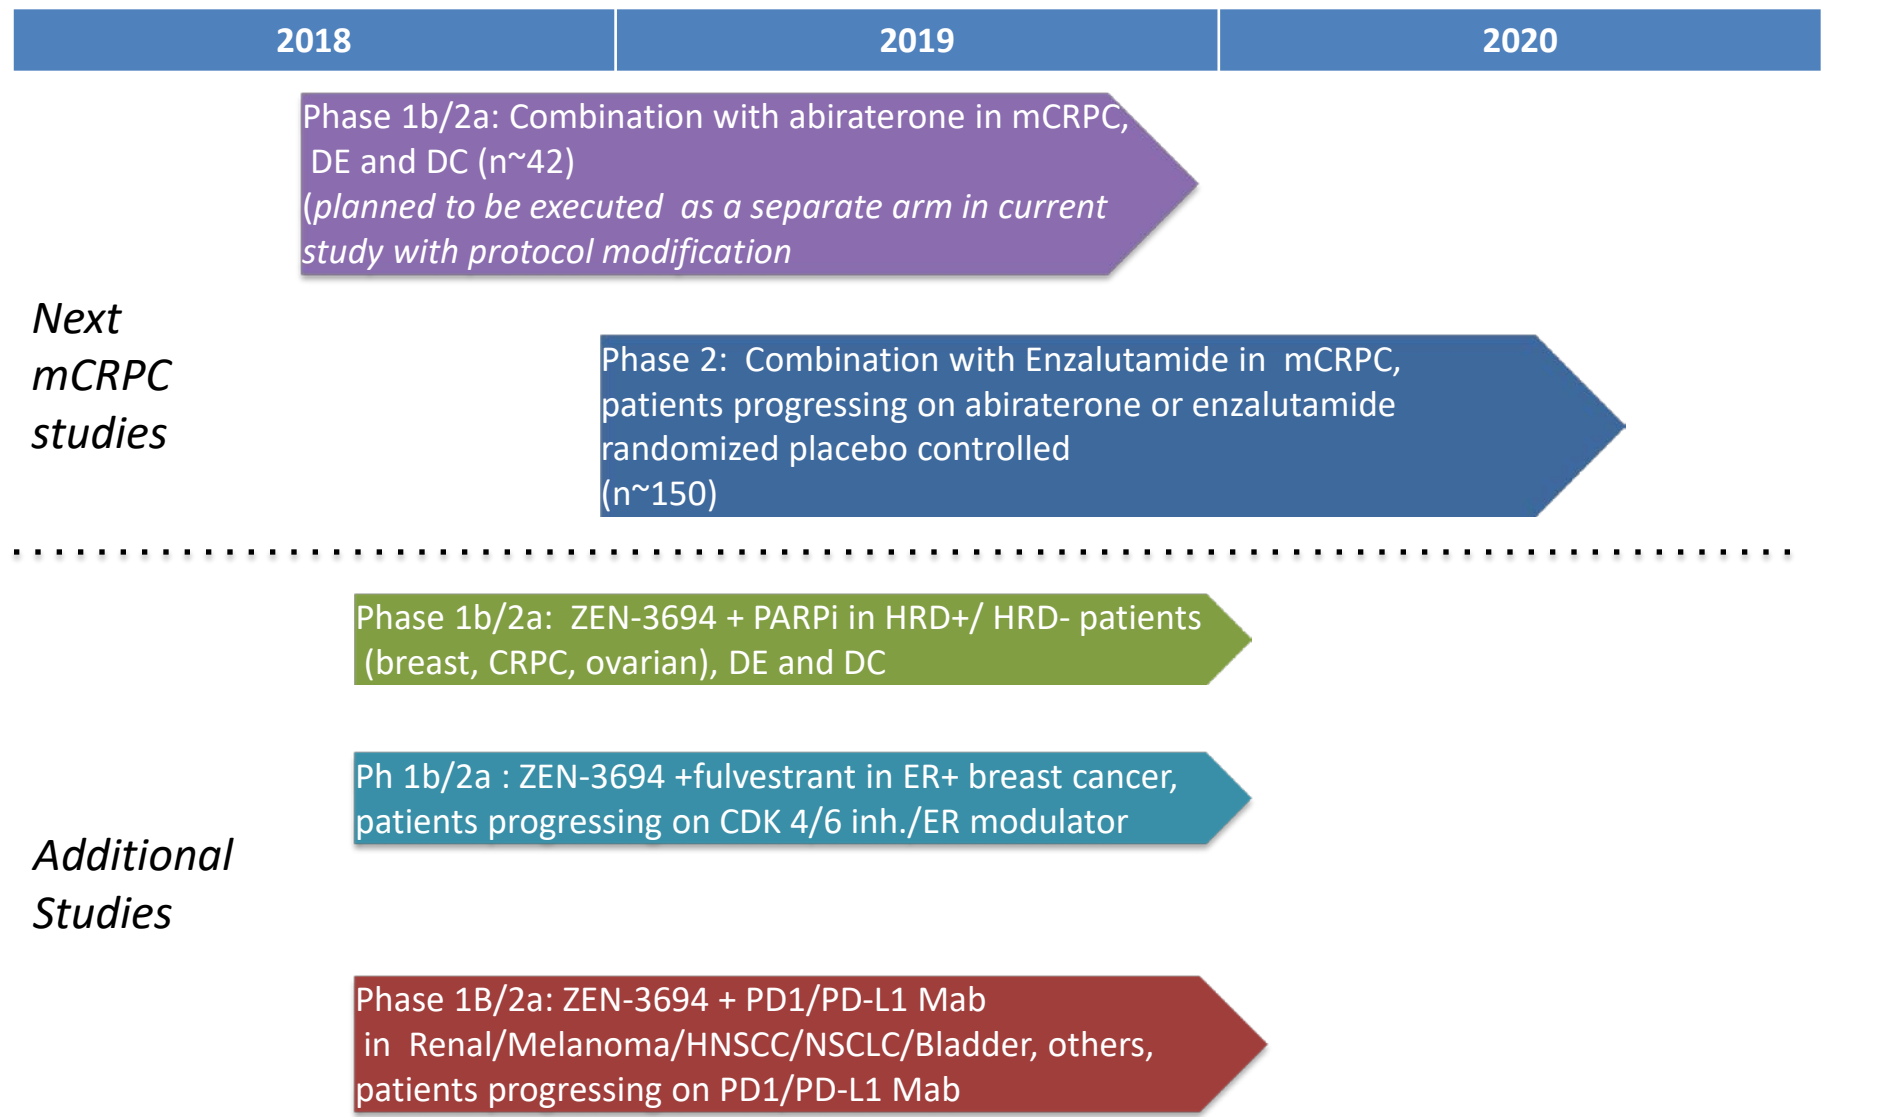 2018 2019 2020
Phase 1b/2a: Combination with abiraterone in mCRPC,
DE and DC (n~42)
(planned to be executed as a separate arm in current
study with protocol modification
Next
mCRPC
studies
Phase 2: Combination with Enzalutamide in mCRPC,
patients progressing on abiraterone or enzalutamide
randomized placebo controlled
(n~150)
Phase 1b/2a: ZEN-3694 + PARPi in HRD+/ HRD- patients
(breast, CRPC, ovarian), DE and DC
Ph 1b/2a : ZEN-3694 +fulvestrant in ER+ breast cancer,
patients progressing on CDK 4/6 inh./ER modulator
Additional
Studies
Phase 1B/2a: ZEN-3694 + PD1/PD-L1 Mab
in Renal/Melanoma/HNSCC/NSCLC/Bladder, others,
patients progressing on PD1/PD-L1 Mab